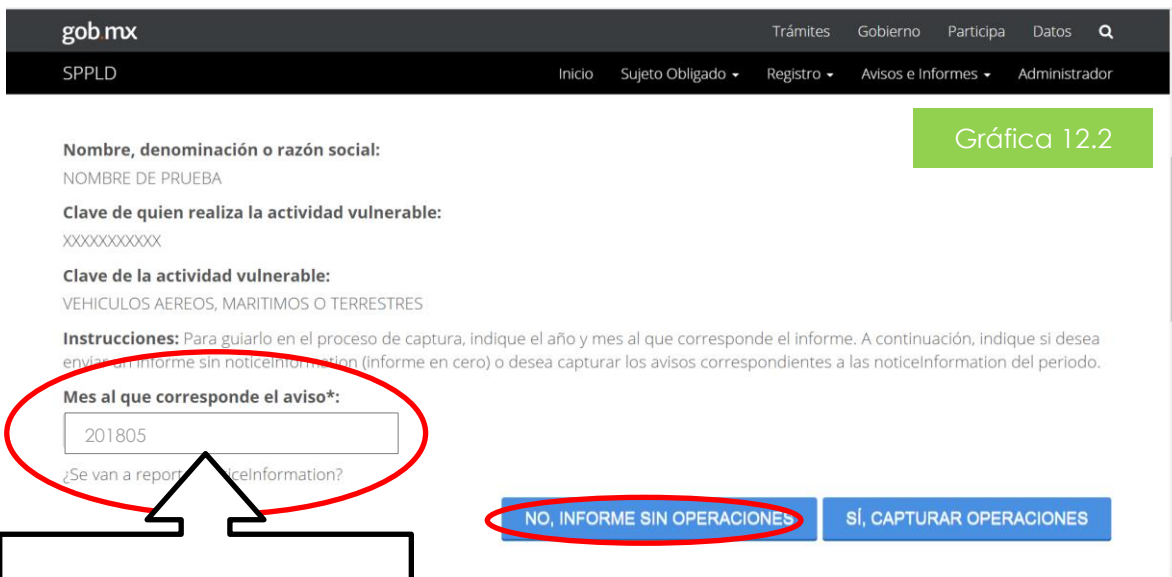 gob.mx
Trámites Gobierno Participa Datos
SPPLD
Inicio Sujeto Obligado Registro Avisos e Informes Administrador
Gráfica 12.2
Nombre, denominación o razón social:
NOMBRE DE PRUEBA
Clave de quien realiza la actividad vulnerable:
XXXXXXXXXXX
Clave de la actividad vulnerable:
VEHICULOS AEREOS, MARITIMOS O TERRESTRES
Instrucciones: Para guiarlo en el proceso de captura, indique el año y mes al que corresponde el informe. A continuación, indique si desea
enviar un informe sin noticeInformation (informe en cero) o desea capturar los avisos correspondientes a las noticeInformation del periodo.
Mes al que corresponde el aviso*:
201805
¿Se van a report iceInformation?
NO, INFORME SIN OPERACIONES
SÍ, CAPTURAR OPERACIONES